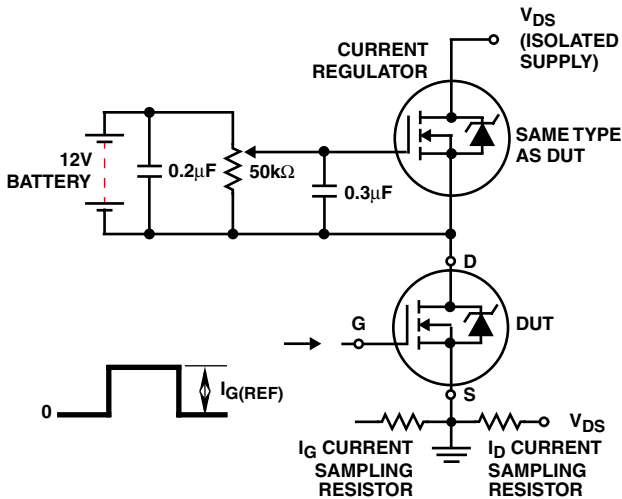 V_DS
(ISOLATED
SUPPLY)
CURRENT
REGULATOR
SAME TYPE
AS DUT
12V
BATTERY
0.2μF
50kΩ
0.3μF
D
DUT
G
I_G(REF)
0
S
V_DS
I_G CURRENT
SAMPLING
RESISTOR
I_D CURRENT
SAMPLING
RESISTOR